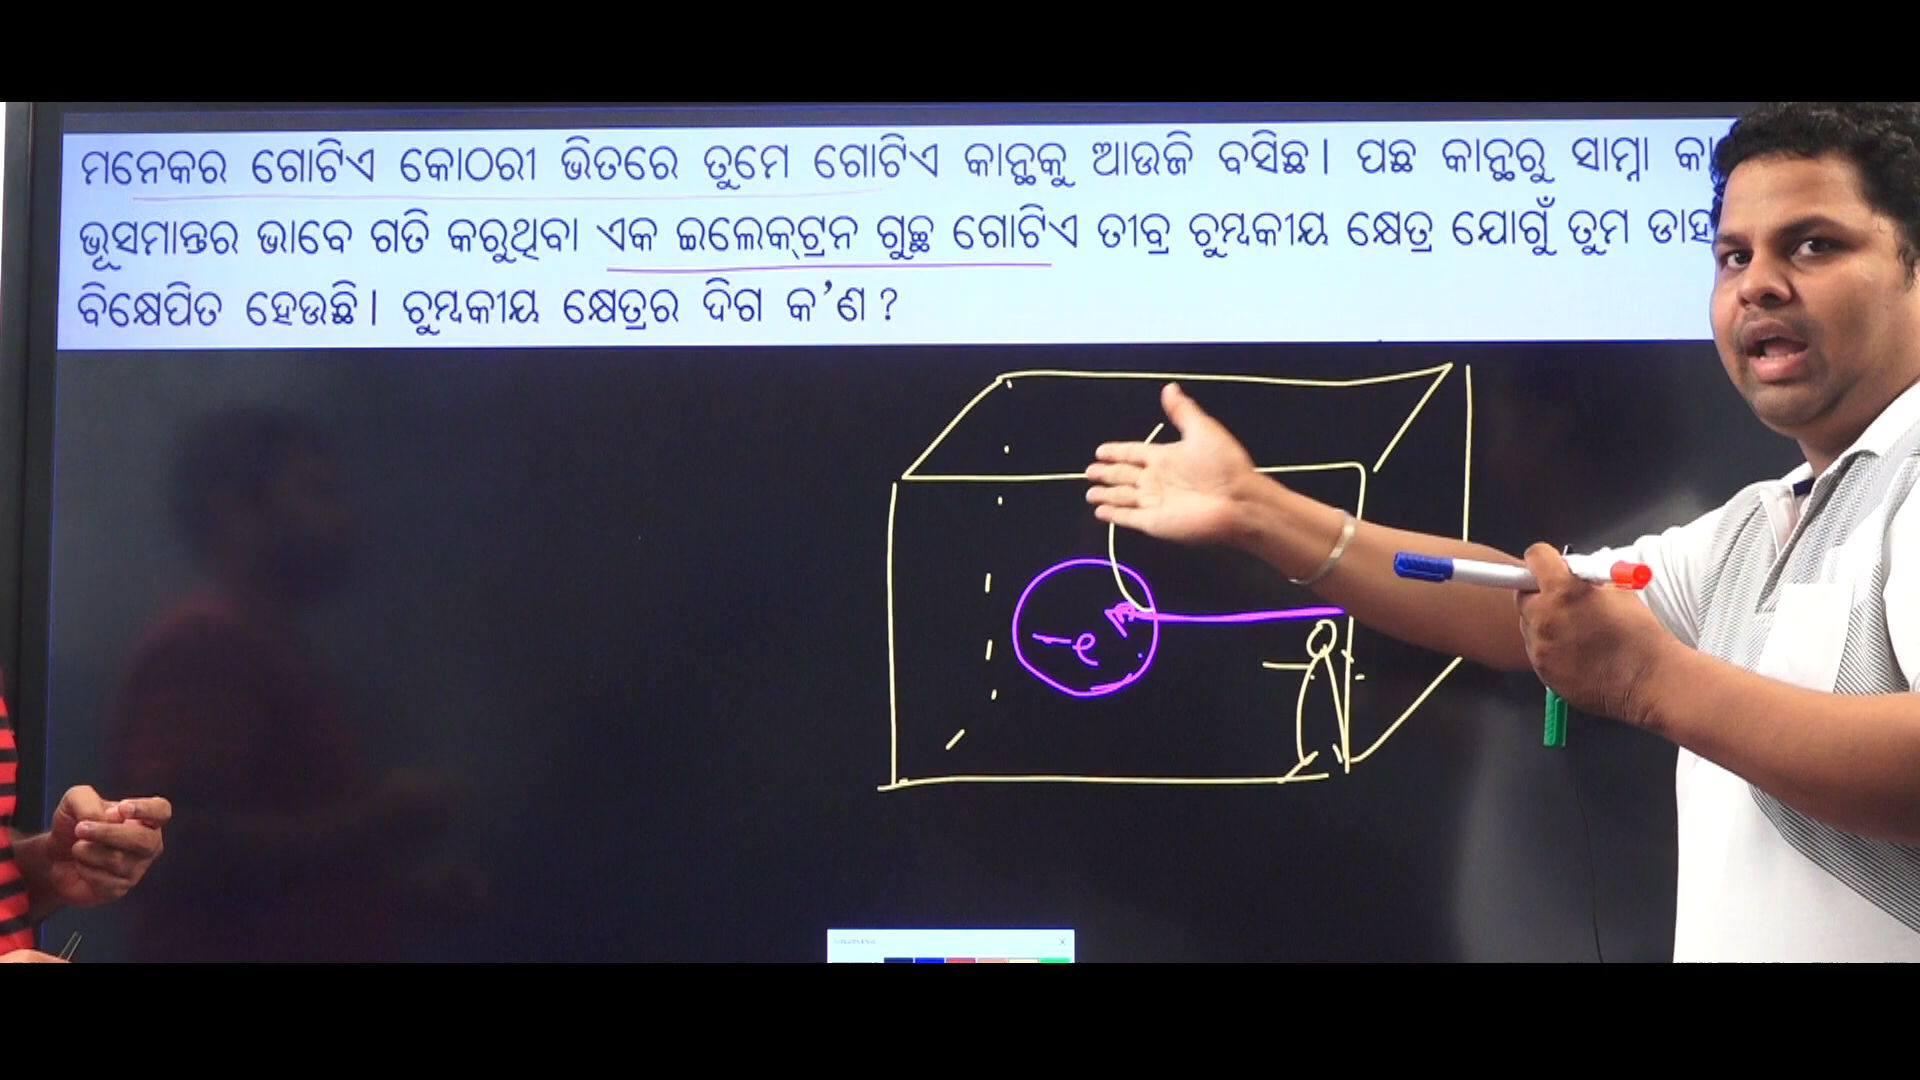 ମନେକର ଗୋଟିଏ କୋଠରୀ ଭିତରେ ତୁମେ ଗୋଟିଏ କାନ୍ଥକୁ ଆଉଜି ବସିଛ। ପଛ କାନ୍ଥରୁ ସାମ୍ନା
ଭୂସମାନ୍ତର ଭାବେ ଗତି କରୁଥିବା ଏକ ଇଲେକ୍ଟ୍ରନ ଗୁଚ୍ଛ ଗୋଟିଏ ତୀବ୍ର ଚୁମ୍ବକୀୟ କ୍ଷେତ୍ର ଯୋଗୁଁ ତୁମ
ବିକ୍ଷେପିତ ହେଉଛି। ଚୁମ୍ବକୀୟ କ୍ଷେତ୍ରର ଦିଗ କ'ଣ?
-e